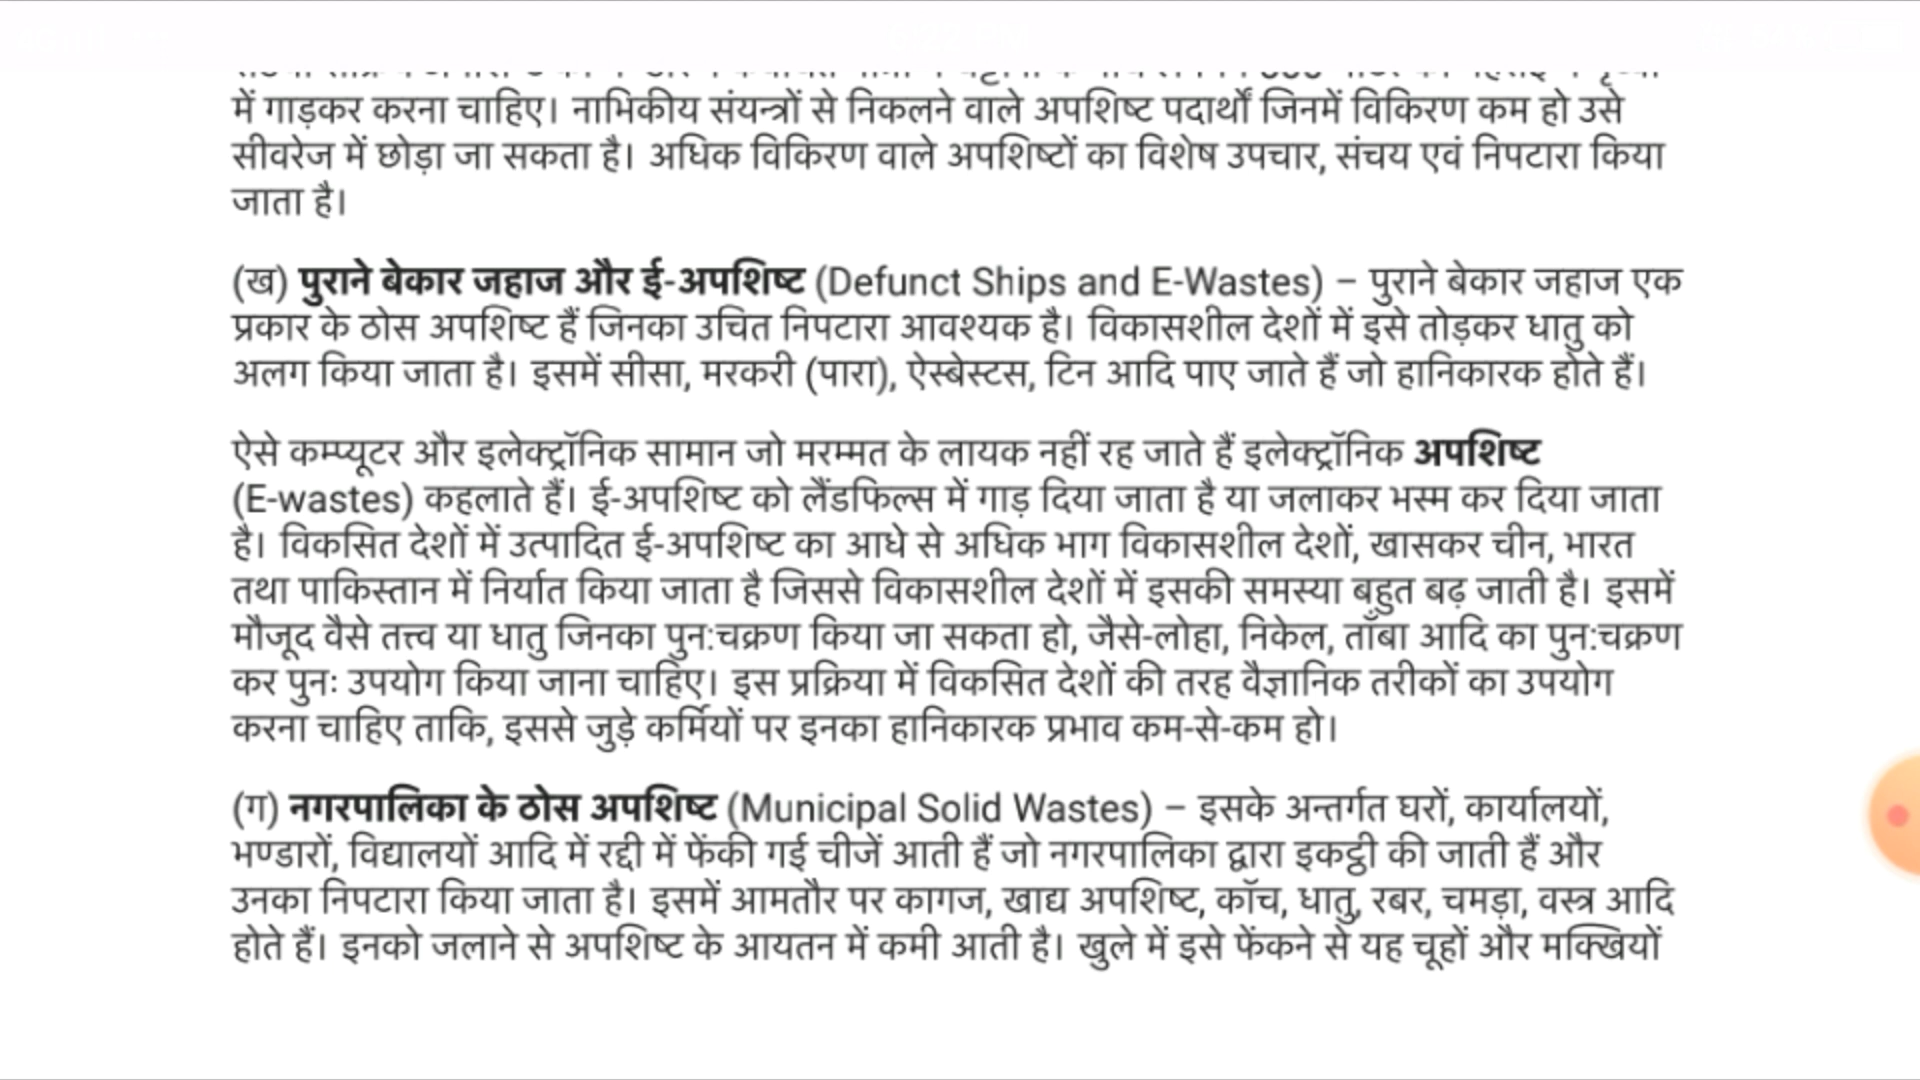 में गाड़कर करना चाहिए। नाभिकीय संयन्त्रों से निकलने वाले अपशिष्ट पदार्थों जिनमें विकिरण कम हो उसे
सीवरेज में छोड़ा जा सकता है। अधिक विकिरण वाले अपशिष्टों का विशेष उपचार, संचय एवं निपटारा किया
जाता है।
(ख) पुराने बेकार जहाज और ई-अपशिष्ट (Defunct Ships and E-Wastes) – पुराने बेकार जहाज एक
प्रकार के ठोस अपशिष्ट हैं जिनका उचित निपटारा आवश्यक है। विकासशील देशों में इसे तोड़कर धातु को
अलग किया जाता है। इसमें सीसा, मरकरी (पारा), ऐस्बेस्टस, टिन आदि पाए जाते हैं जो हानिकारक होते हैं।
ऐसे कम्प्यूटर और इलेक्ट्रॉनिक सामान जो मरम्मत के लायक नहीं रह जाते हैं इलेक्ट्रॉनिक अपशिष्ट
(E-wastes) कहलाते हैं। ई-अपशिष्ट को लैंडफिल्स में गाड़ दिया जाता है या जलाकर भस्म कर दिया जाता
है। विकसित देशों में उत्पादित ई-अपशिष्ट का आधे से अधिक भाग विकासशील देशों, खासकर चीन, भारत
तथा पाकिस्तान में निर्यात किया जाता है जिससे विकासशील देशों में इसकी समस्या बहुत बढ़ जाती है। इसमें
मौजूद वैसे तत्त्व या धातु जिनका पुन:चक्रण किया जा सकता हो, जैसे-लोहा, निकेल, ताँबा आदि का पुन:चक्रण
कर पुनः उपयोग किया जाना चाहिए। इस प्रक्रिया में विकसित देशों की तरह वैज्ञानिक तरीकों का उपयोग
करना चाहिए ताकि, इससे जुड़े कर्मियों पर इनका हानिकारक प्रभाव कम-से-कम हो।
(ग) नगरपालिका के ठोस अपशिष्ट (Municipal Solid Wastes) – इसके अन्तर्गत घरों, कार्यालयों,
भण्डारों, विद्यालयों आदि में रद्दी में फेंकी गई चीजें आती हैं जो नगरपालिका द्वारा इकट्ठी की जाती हैं और
उनका निपटारा किया जाता है। इसमें आमतौर पर कागज, खाद्य अपशिष्ट, कॉच, धातु, रबर, चमड़ा, वस्त्र आदि
होते हैं। इनको जलाने से अपशिष्ट के आयतन में कमी आती है। खुले में इसे फेंकने से यह चूहों और मक्खियों